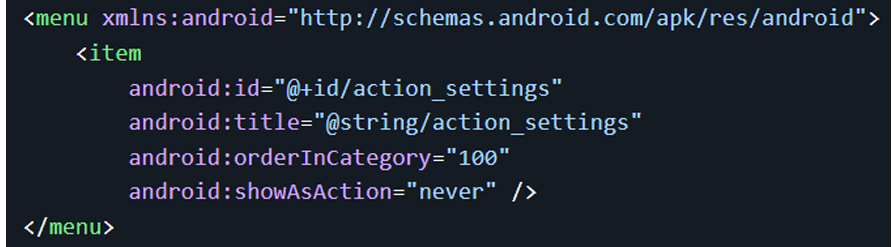 <menu xmlns:android="http://schemas.android.com/apk/res/android">
    <item
        android:id="@+id/action_settings"
        android:title="@string/action_settings"
        android:orderInCategory="100"
        android:showAsAction="never" />
</menu>